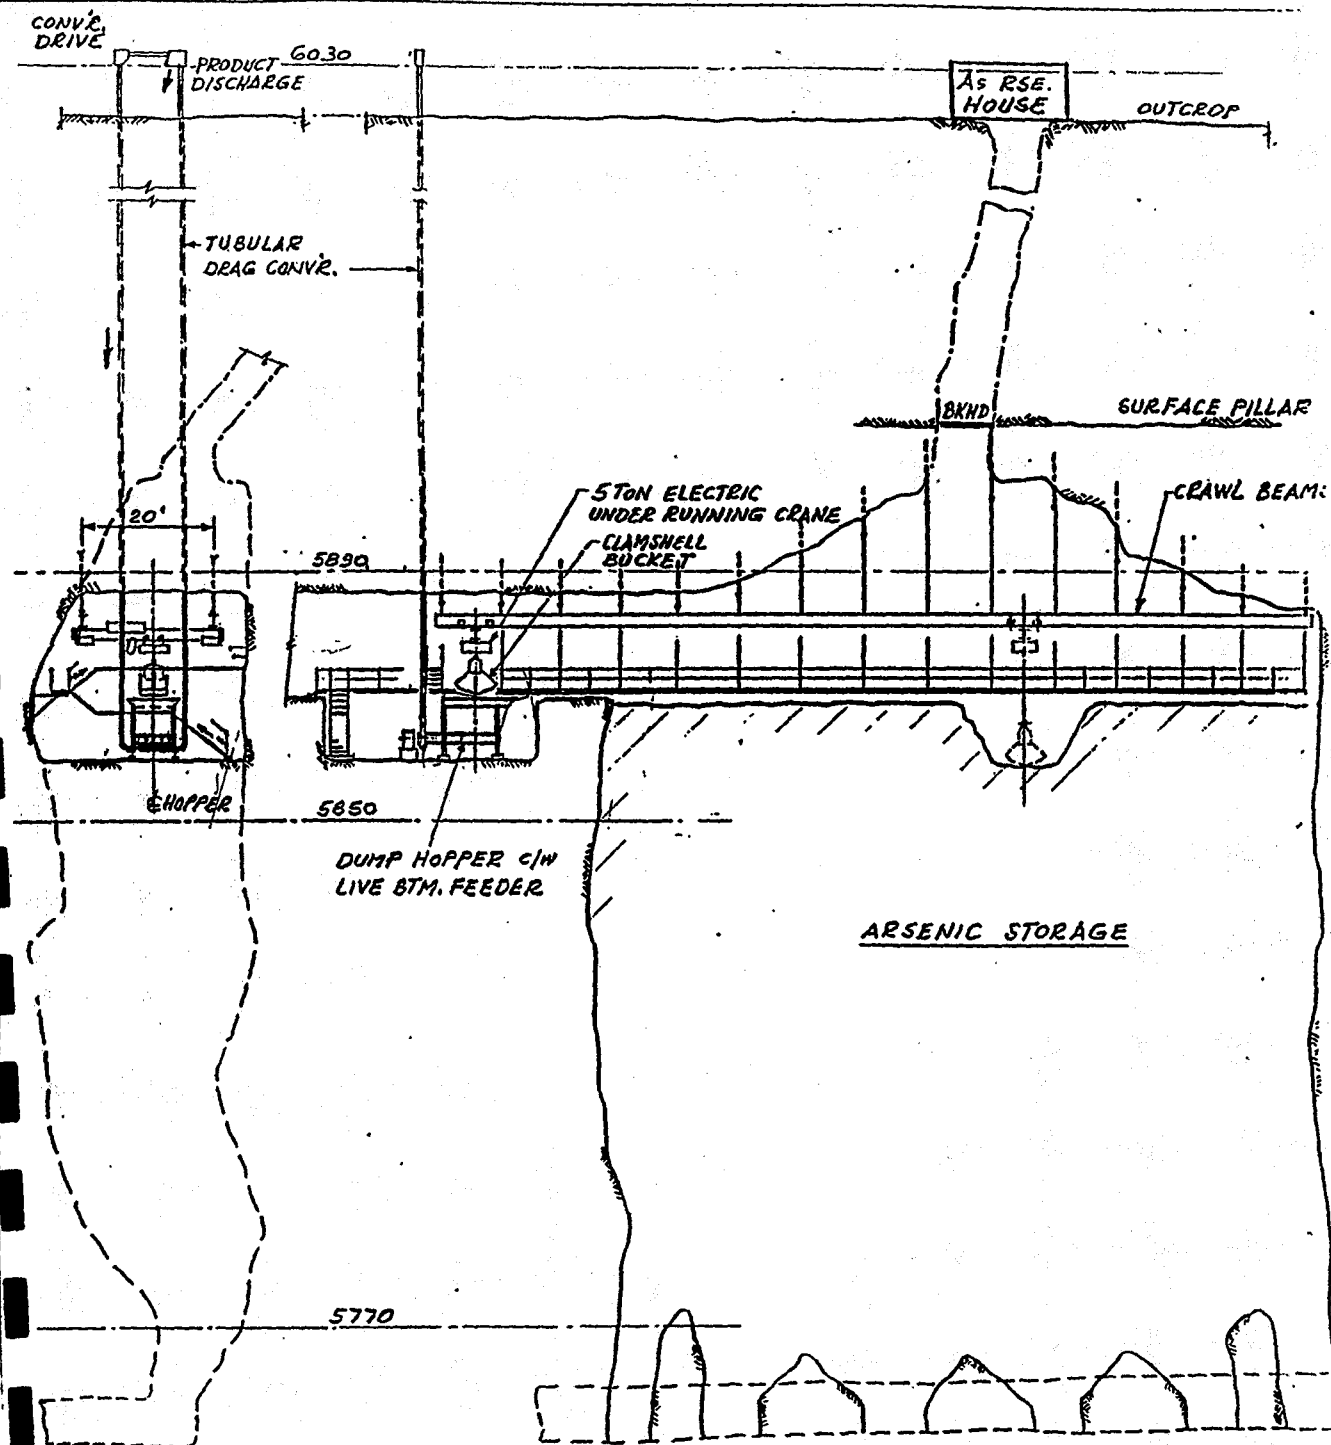 CONV'R.
DRIVE
PRODUCT
DISCHARGE
6030
As RSE.
HOUSE
OUTCROP
TUBULAR
DRAG CONV'R.
BKHD
SURFACE PILLAR
5 TON ELECTRIC
UNDER RUNNING CRANE
CLAMSHELL
BUCKET
CRAWL BEAM
20'
5890
℄ HOPPER
5850
DUMP HOPPER C/W
LIVE BTM. FEEDER
ARSENIC STORAGE
5770